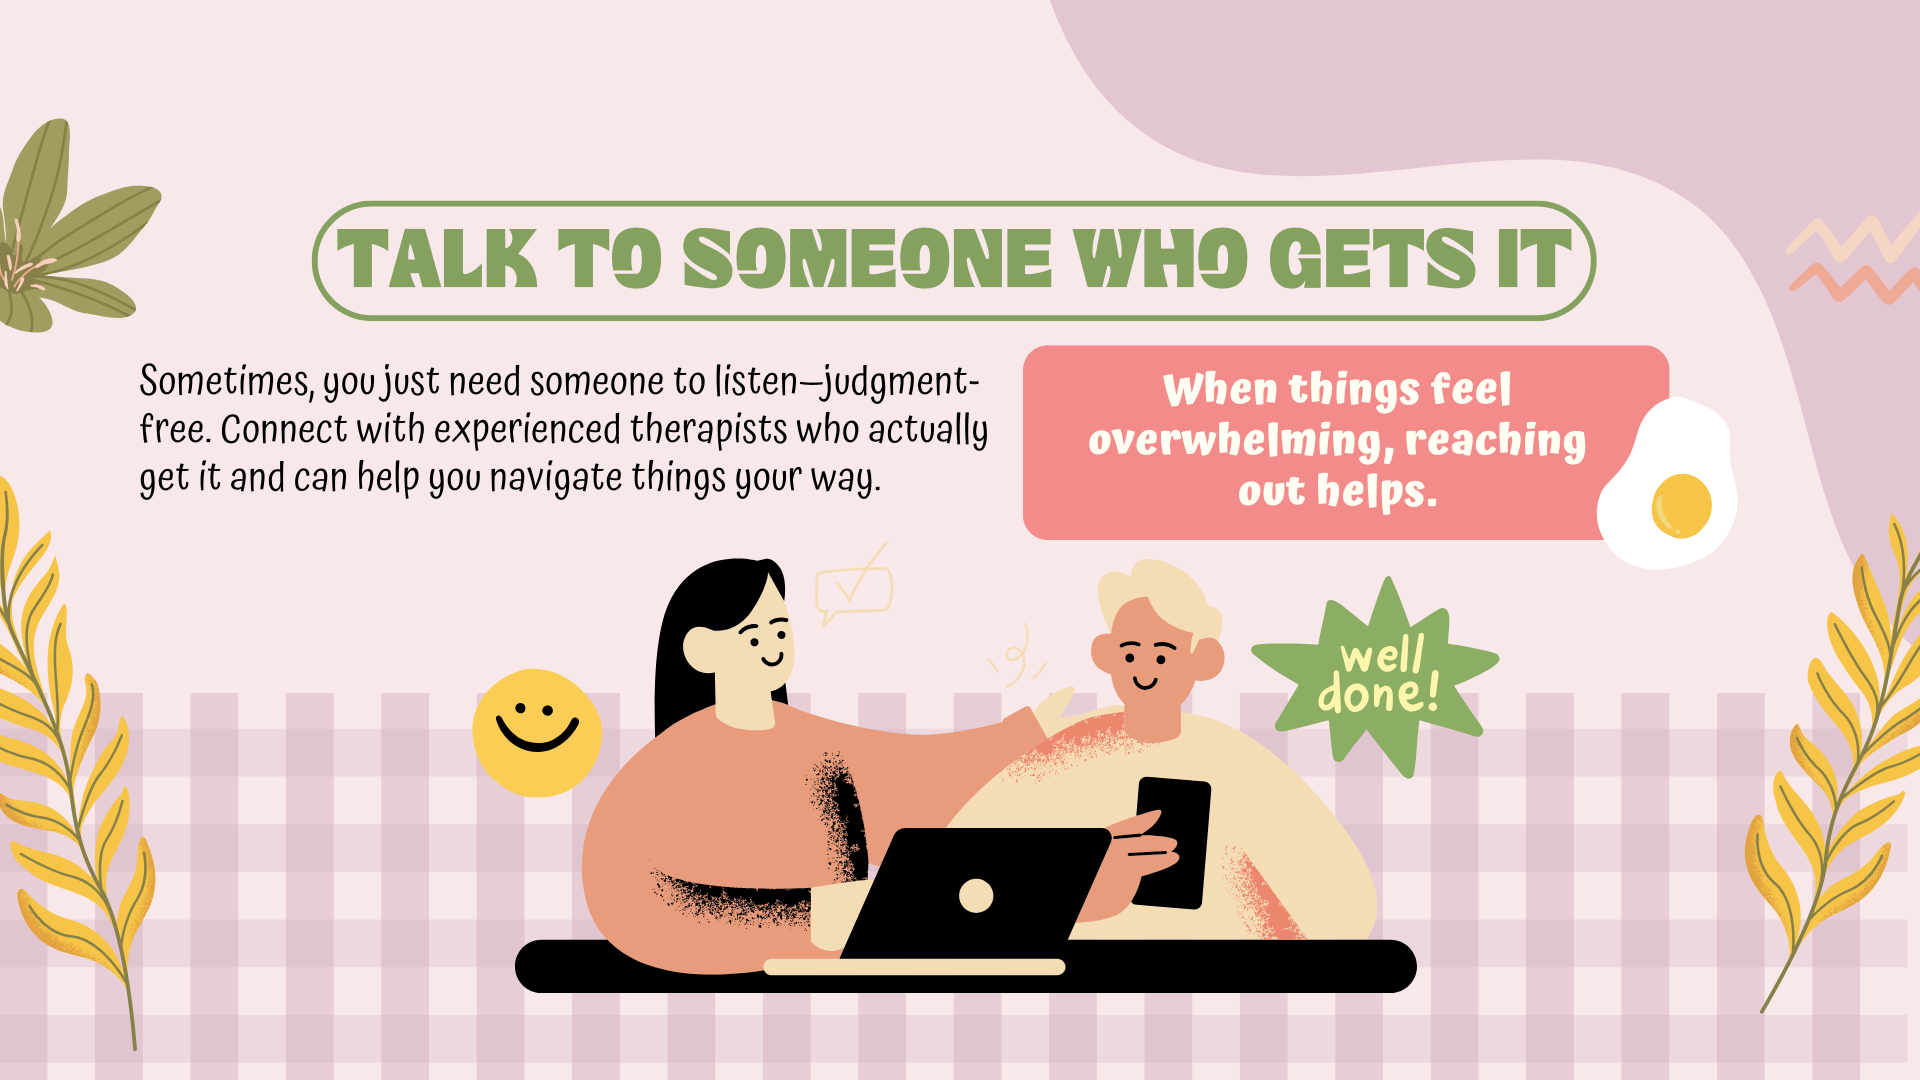 TALK TO SOMEONE WHO GETS IT
Sometimes, you just need someone to listen—judgment-
free. Connect with experienced therapists who actually
get it and can help you navigate things your way.
When things feel
overwhelming, reaching
out helps.
well
done!